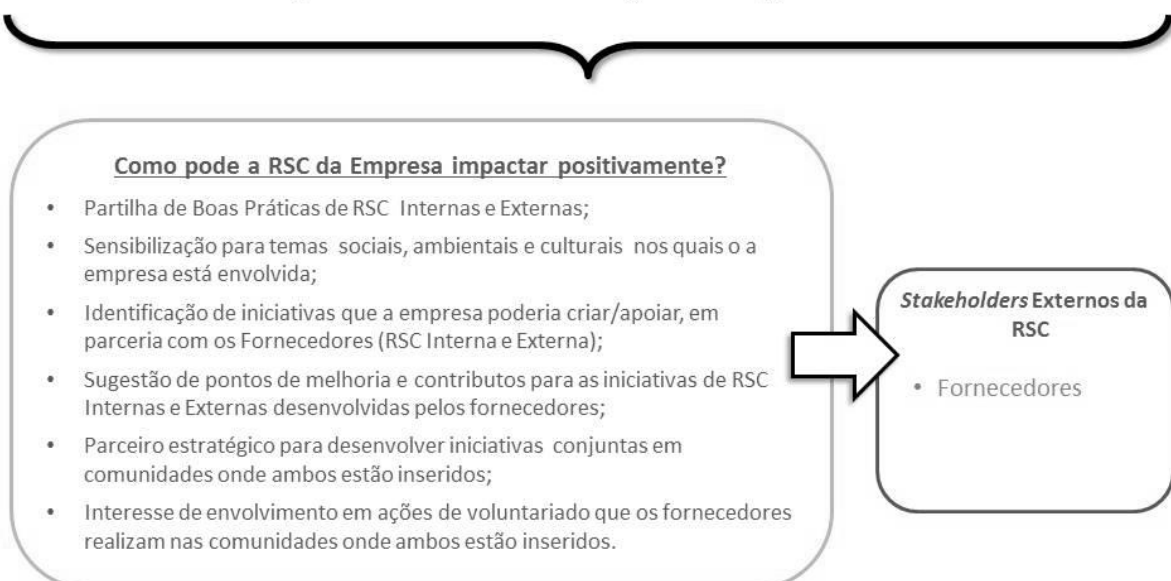 Como pode a RSC da Empresa impactar positivamente?
• Partilha de Boas Práticas de RSC Internas e Externas;
• Sensibilização para temas sociais, ambientais e culturais nos quais o a
empresa está envolvida;
• Identificação de iniciativas que a empresa poderia criar/apoiar, em
parceria com os Fornecedores (RSC Interna e Externa);
• Sugestão de pontos de melhoria e contributos para as iniciativas de RSC
Internas e Externas desenvolvidas pelos fornecedores;
• Parceiro estratégico para desenvolver iniciativas conjuntas em
comunidades onde ambos estão inseridos;
• Interesse de envolvimento em ações de voluntariado que os fornecedores
realizam nas comunidades onde ambos estão inseridos.
Stakeholders Externos da
RSC
• Fornecedores